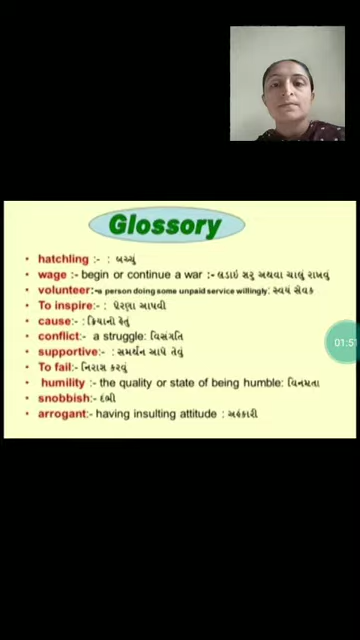 Glossory
• hatchling :- : બચ્ચું
• wage :- begin or continue a war :- લડાઇ શરુ અથવા ચાલું રાખવું
• volunteer:-a person doing some unpaid service willingly: સ્વયં સેવક
• To inspire:- : પ્રેરણા આપવી
• cause:- : ક્રિયાનો હેતું
• conflict:- a struggle: વિસંગતિ
• supportive:- : સમર્થન આપે તેવું
• To fail:- નિરાશ કરવું
• humility :- the quality or state of being humble: વિનમ્રતા
• snobbish:- દંભી
• arrogant:- having insulting attitude : અહંકારી
01:51